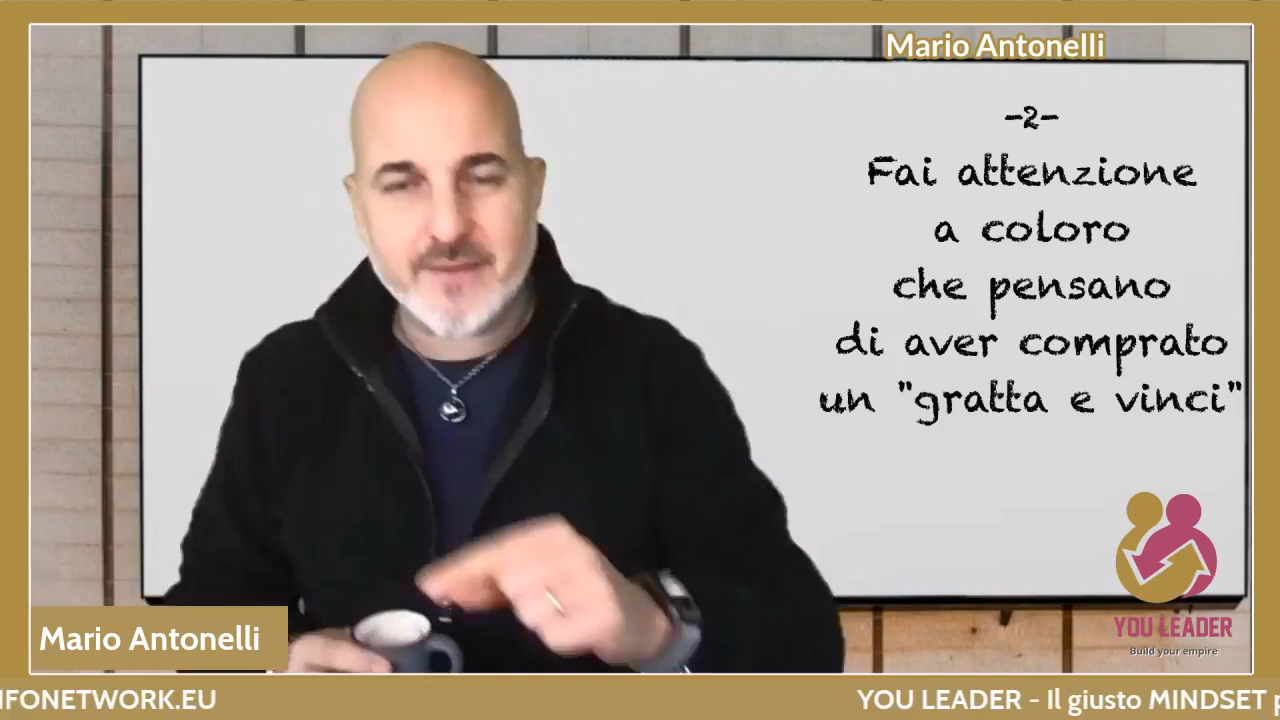 Mario Antonelli
-2-
Fai attenzione
a coloro
che pensano
di aver comprato
un "gratta e vinci"
YOU LEADER
Build your empire
Mario Antonelli
NFONETWORK.EU
YOU LEADER - Il giusto MINDSET